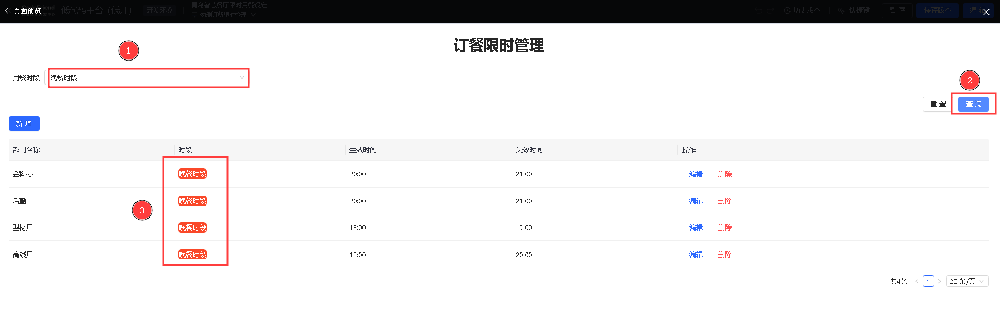 页面预览
低代码平台（低开）
开发环境
青岛智慧餐厅限时用餐设定
勿删订餐限时管理
历史版本
快捷键
暂 存
保存版本
编 辑
订餐限时管理
1
用餐时段
晚餐时段
2
重 置
查 询
新 增
部门名称 时段 生效时间 失效时间 操作
金科办 晚餐时段 20:00 21:00 编辑 删除
后勤 晚餐时段 20:00 21:00 编辑 删除
3
型材厂 晚餐时段 18:00 19:00 编辑 删除
高线厂 晚餐时段 18:00 20:00 编辑 删除
共4条 < 1 > 20 条/页